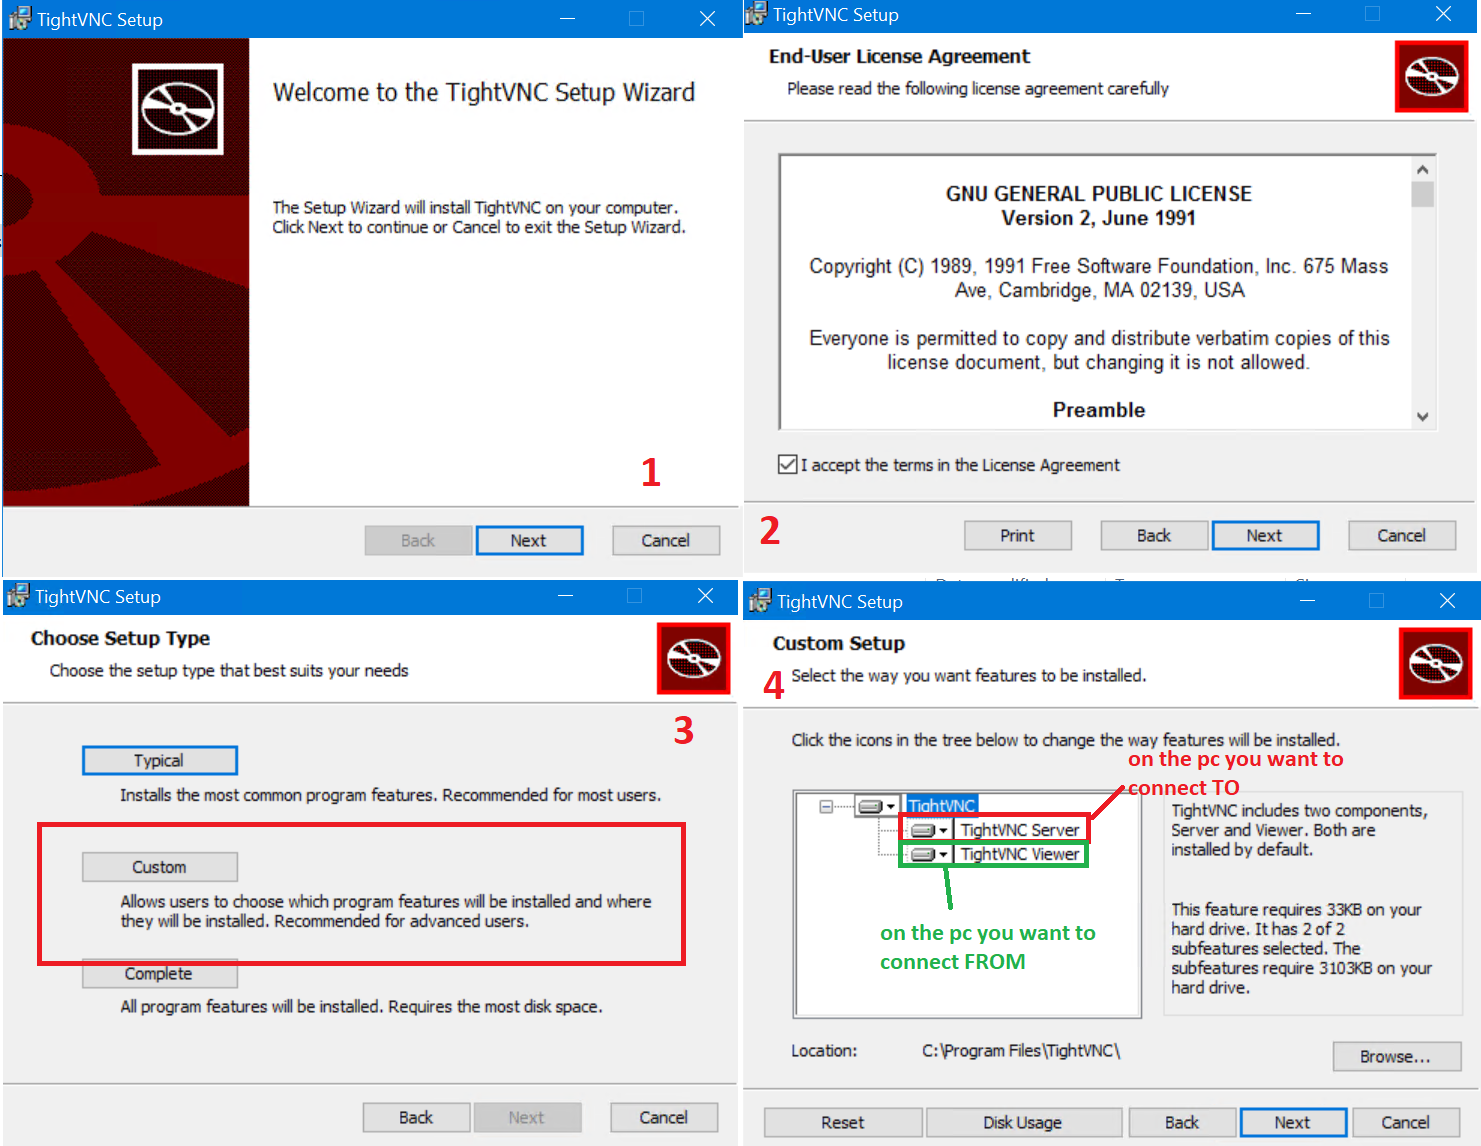 TightVNC Setup
Welcome to the TightVNC Setup Wizard
The Setup Wizard will install TightVNC on your computer.
Click Next to continue or Cancel to exit the Setup Wizard.
1
Back
Next
Cancel
TightVNC Setup
End-User License Agreement
Please read the following license agreement carefully
GNU GENERAL PUBLIC LICENSE
Version 2, June 1991
Copyright (C) 1989, 1991 Free Software Foundation, Inc. 675 Mass
Ave, Cambridge, MA 02139, USA
Everyone is permitted to copy and distribute verbatim copies of this
license document, but changing it is not allowed.
Preamble
I accept the terms in the License Agreement
2
Print
Back
Next
Cancel
TightVNC Setup
Choose Setup Type
Choose the setup type that best suits your needs
3
Typical
Installs the most common program features. Recommended for most users.
Custom
Allows users to choose which program features will be installed and where
they will be installed. Recommended for advanced users.
Complete
All program features will be installed. Requires the most disk space.
Back
Next
Cancel
TightVNC Setup
Custom Setup
4
Select the way you want features to be installed.
Click the icons in the tree below to change the way features will be installed.
on the pc you want to
connect TO
TightVNC
TightVNC Server
TightVNC Viewer
on the pc you want to
connect FROM
TightVNC includes two components,
Server and Viewer. Both are
installed by default.
This feature requires 33KB on your
hard drive. It has 2 of 2
subfeatures selected. The
subfeatures require 3103KB on your
hard drive.
Location:
C:\Program Files\TightVNC\
Browse...
Reset
Disk Usage
Back
Next
Cancel